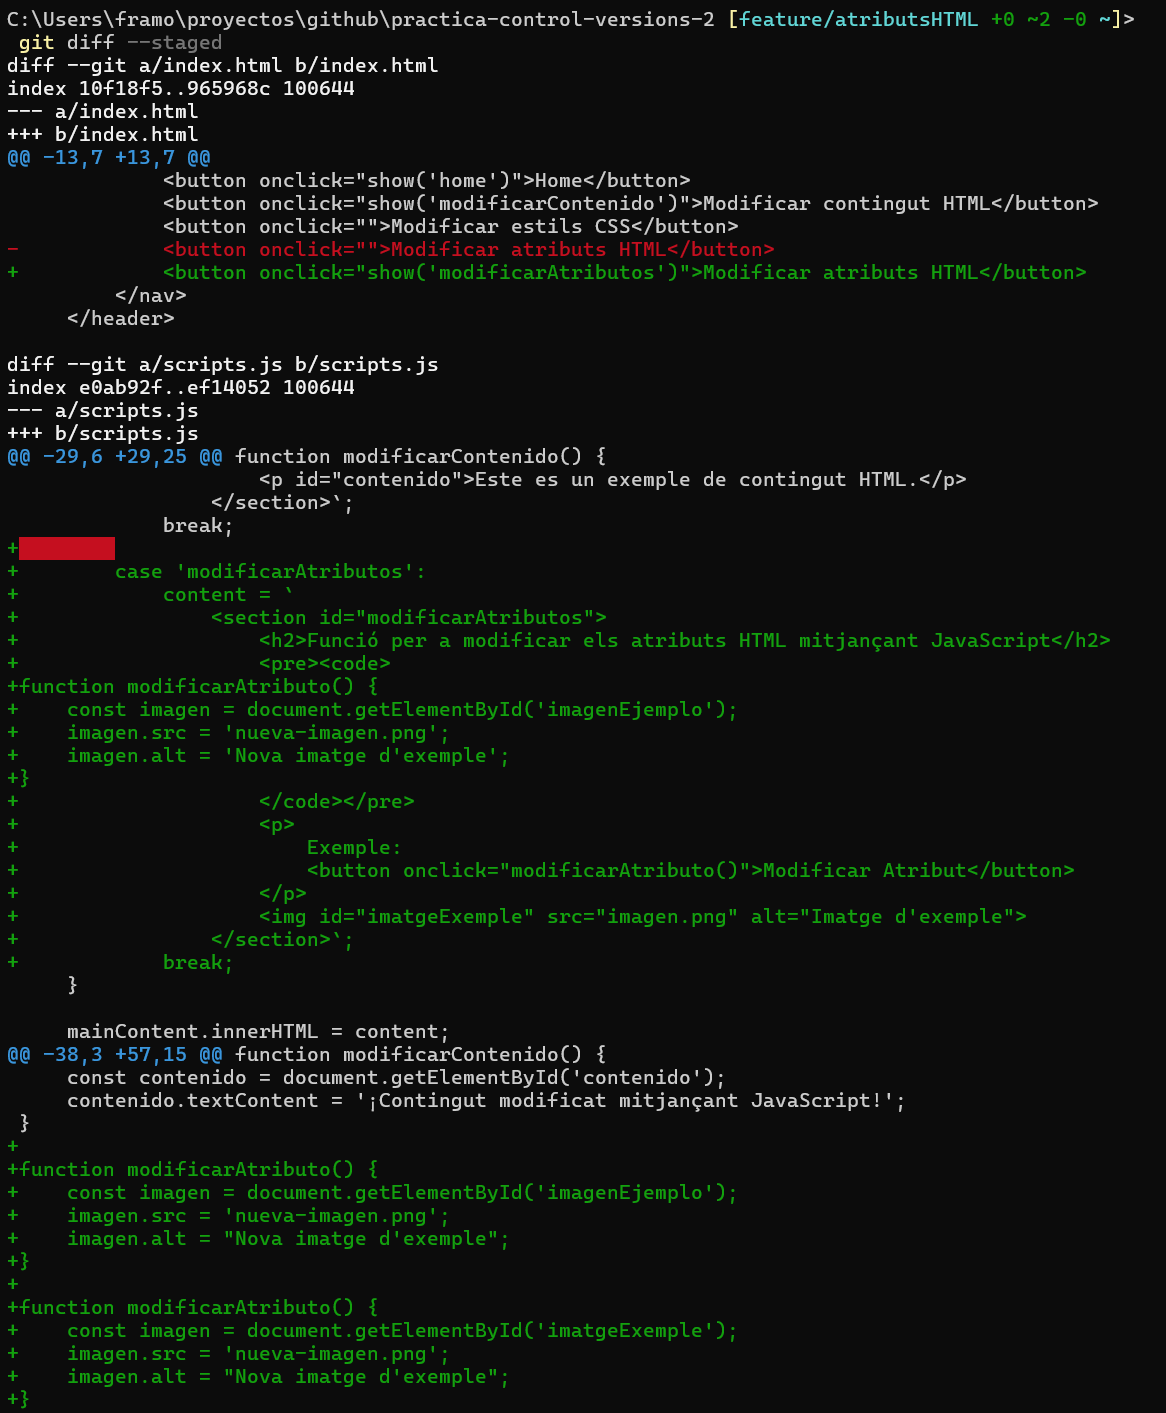 C:\Users\framo\proyectos\github\practica-control-versions-2 [feature/atributsHTML +0 ~2 -0 ~]>
 git diff --staged
diff --git a/index.html b/index.html
index 10f18f5..965968c 100644
--- a/index.html
+++ b/index.html
@@ -13,7 +13,7 @@
             <button onclick="show('home')">Home</button>
             <button onclick="show('modificarContenido')">Modificar contingut HTML</button>
             <button onclick="">Modificar estils CSS</button>
-            <button onclick="">Modificar atributs HTML</button>
+            <button onclick="show('modificarAtributos')">Modificar atributs HTML</button>
         </nav>
     </header>

diff --git a/scripts.js b/scripts.js
index e0ab92f..ef14052 100644
--- a/scripts.js
+++ b/scripts.js
@@ -29,6 +29,25 @@ function modificarContenido() {
                     <p id="contenido">Este es un exemple de contingut HTML.</p>
                 </section>`;
             break;
+
+        case 'modificarAtributos':
+            content = `
+                <section id="modificarAtributos">
+                    <h2>Funció per a modificar els atributs HTML mitjançant JavaScript</h2>
+                    <pre><code>
+function modificarAtributo() {
+    const imagen = document.getElementById('imagenEjemplo');
+    imagen.src = 'nueva-imagen.png';
+    imagen.alt = 'Nova imatge d'exemple';
+}
+                    </code></pre>
+                    <p>
+                        Exemple:
+                        <button onclick="modificarAtributo()">Modificar Atribut</button>
+                    </p>
+                    <img id="imatgeExemple" src="imagen.png" alt="Imatge d'exemple">
+                </section>`;
+            break;
     }

     mainContent.innerHTML = content;
@@ -38,3 +57,15 @@ function modificarContenido() {
     const contenido = document.getElementById('contenido');
     contenido.textContent = '¡Contingut modificat mitjançant JavaScript!';
 }
+
+function modificarAtributo() {
+    const imagen = document.getElementById('imagenEjemplo');
+    imagen.src = 'nueva-imagen.png';
+    imagen.alt = "Nova imatge d'exemple";
+}
+
+function modificarAtributo() {
+    const imagen = document.getElementById('imatgeExemple');
+    imagen.src = 'nueva-imagen.png';
+    imagen.alt = "Nova imatge d'exemple";
+}